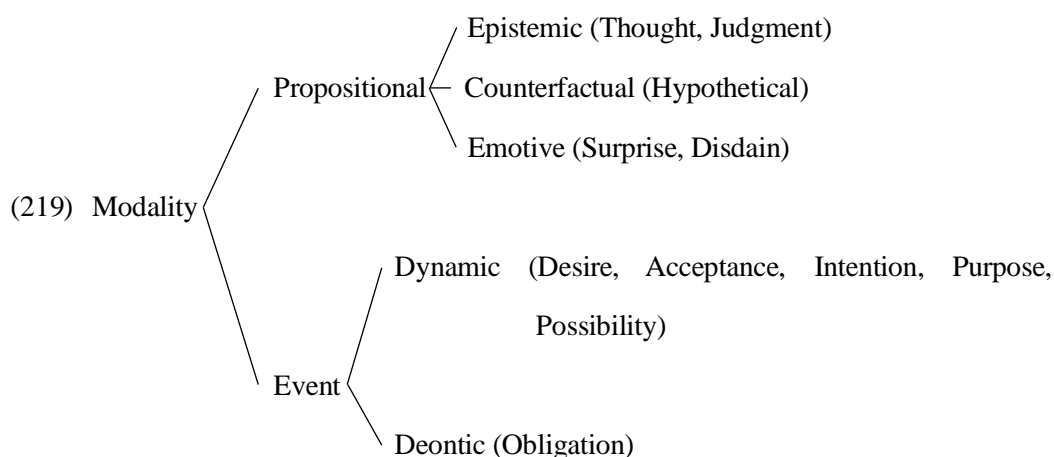 Epistemic (Thought, Judgment)
Propositional
Counterfactual (Hypothetical)
Emotive (Surprise, Disdain)
(219) Modality
Dynamic (Desire, Acceptance, Intention, Purpose,
Possibility)
Event
Deontic (Obligation)